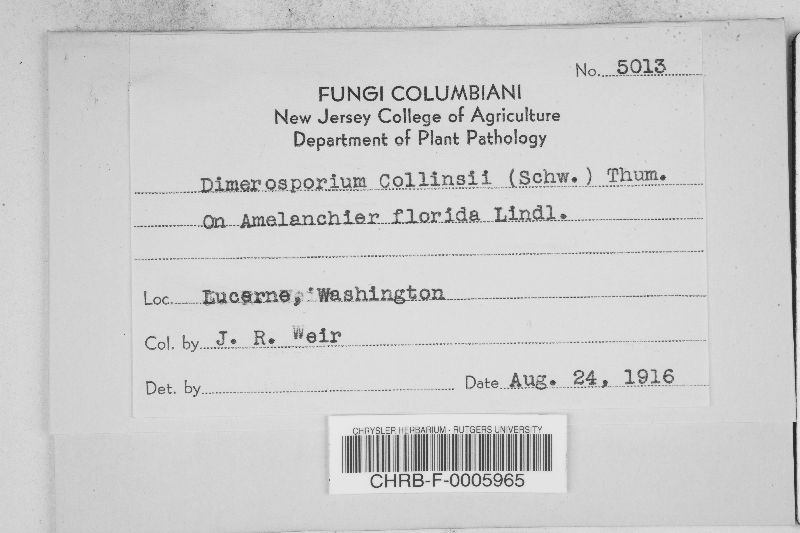 No. 5013
FUNGI COLUMBIANI
New Jersey College of Agriculture
Department of Plant Pathology
Dimerosporium Collinsii (Schw.) Thum.
On Amelanchier florida Lindl.
Loc. Lucerne, Washington
Col. by J. R. Weir
Det. by
Date Aug. 24, 1916
CHRYSLER HERBARIUM - RUTGERS UNIVERSITY
CHRB-F-0005965